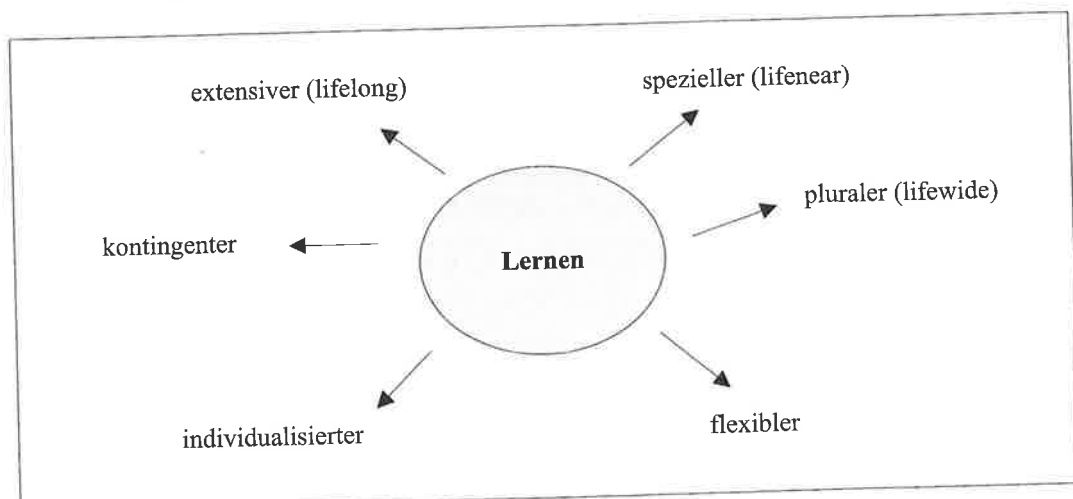 extensiver (lifelong)
spezieller (lifenear)
pluraler (lifewide)
kontingenter
Lernen
individualisierter
flexibler